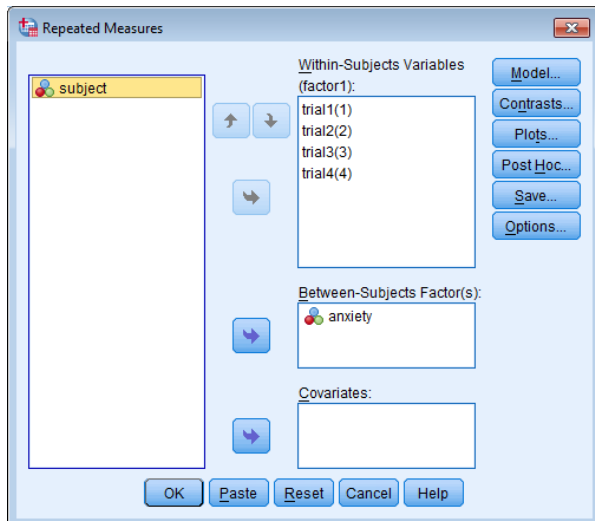 Repeated Measures
subject
Within-Subjects Variables
(factor1):
trial1(1)
trial2(2)
trial3(3)
trial4(4)
Model...
Contrasts...
Plots...
Post Hoc...
Save...
Options...
Between-Subjects Factor(s):
anxiety
Covariates:
OK Paste Reset Cancel Help